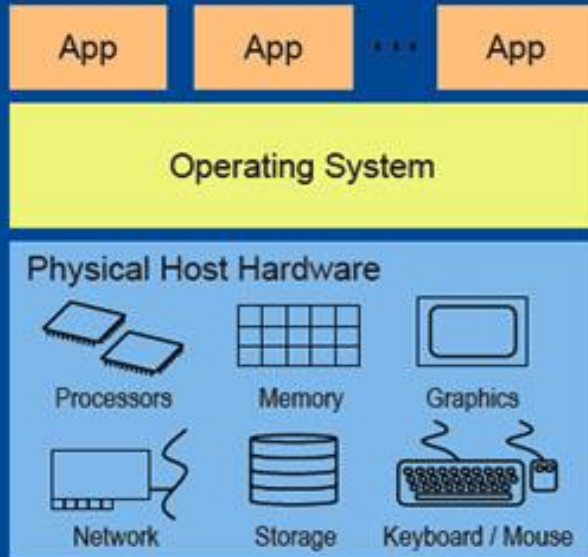 App App ... App
Operating System
Physical Host Hardware
Processors Memory Graphics
Network Storage Keyboard / Mouse